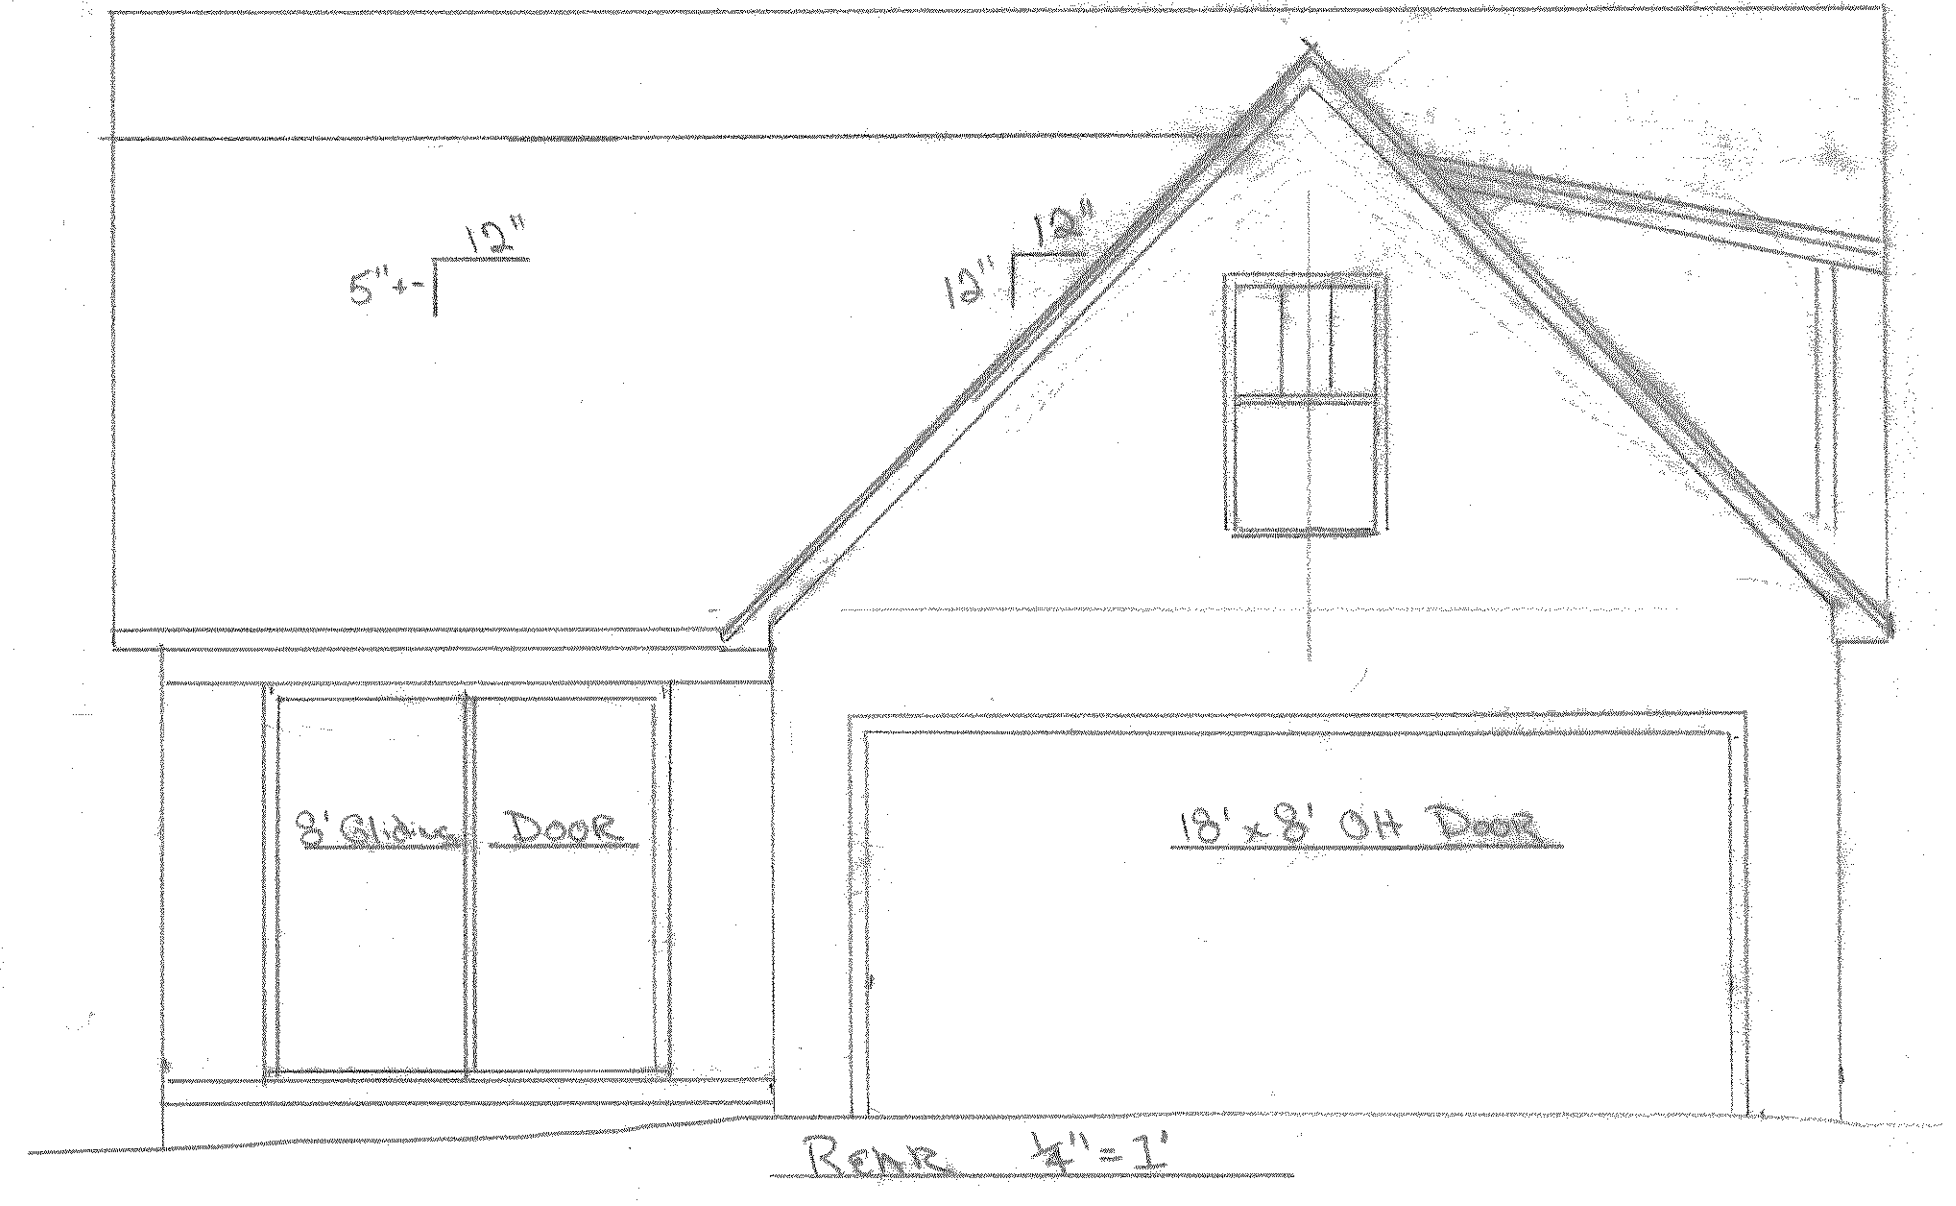 12"
5"+-
12"
12"
8' Gliding DOOR
18' x 8' OH DOOR
REAR 1/4" = 1'